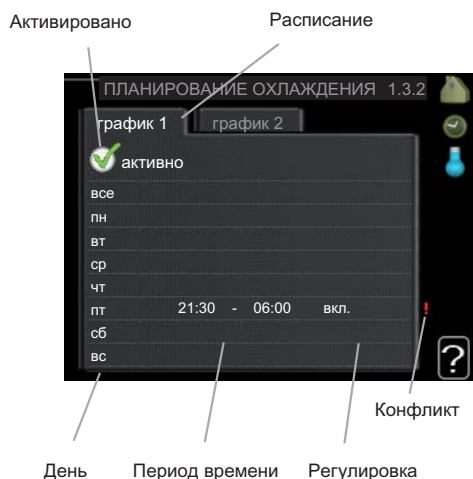 Активировано Расписание
ПЛАНИРОВАНИЕ ОХЛАЖДЕНИЯ 1.3.2
график 1 график 2
активно
все
пн
вт
ср
чт
пт 21:30 - 06:00 вкл. !
сб
вс
?
Конфликт
День Период времени Регулировка